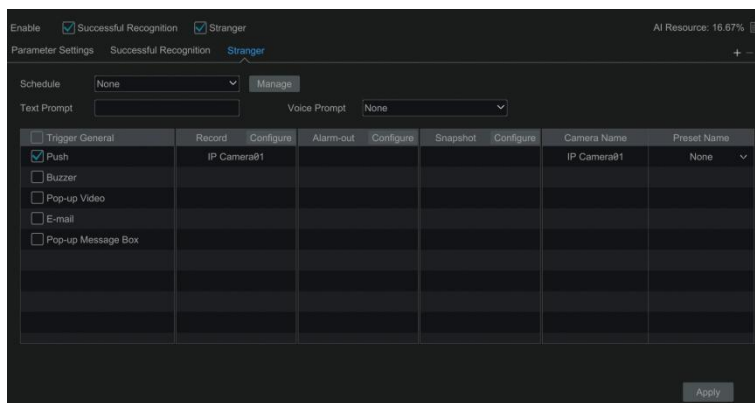 Enable Successful Recognition Stranger AI Resource: 16.67%
Parameter Settings Successful Recognition Stranger + −
Schedule None Manage
Text Prompt Voice Prompt None
Trigger General Record Configure Alarm-out Configure Snapshot Configure Camera Name Preset Name
Push IP Camera01 IP Camera01 None
Buzzer
Pop-up Video
E-mail
Pop-up Message Box
Apply